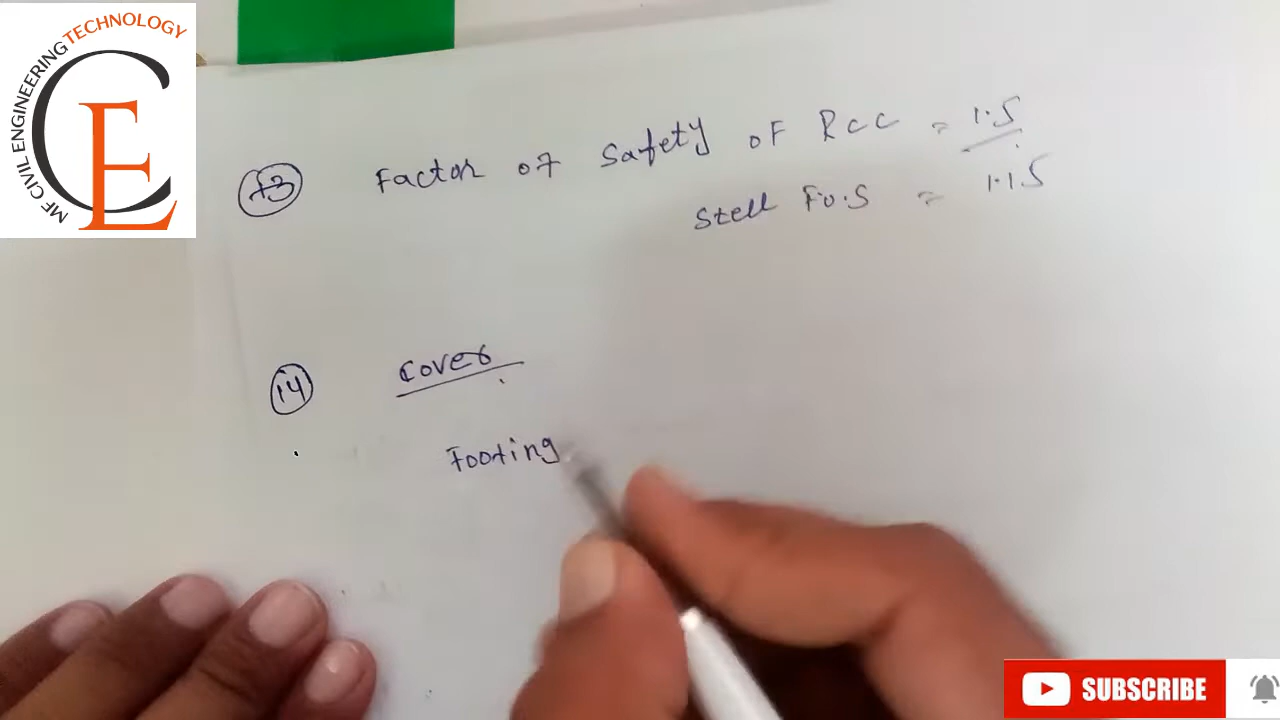 MF CIVIL ENGINEERING TECHNOLOGY
CE
13 Factor of Safety of RCC = 1.5
Stell F.O.S = 1.15
14 Cover
Footing
SUBSCRIBE